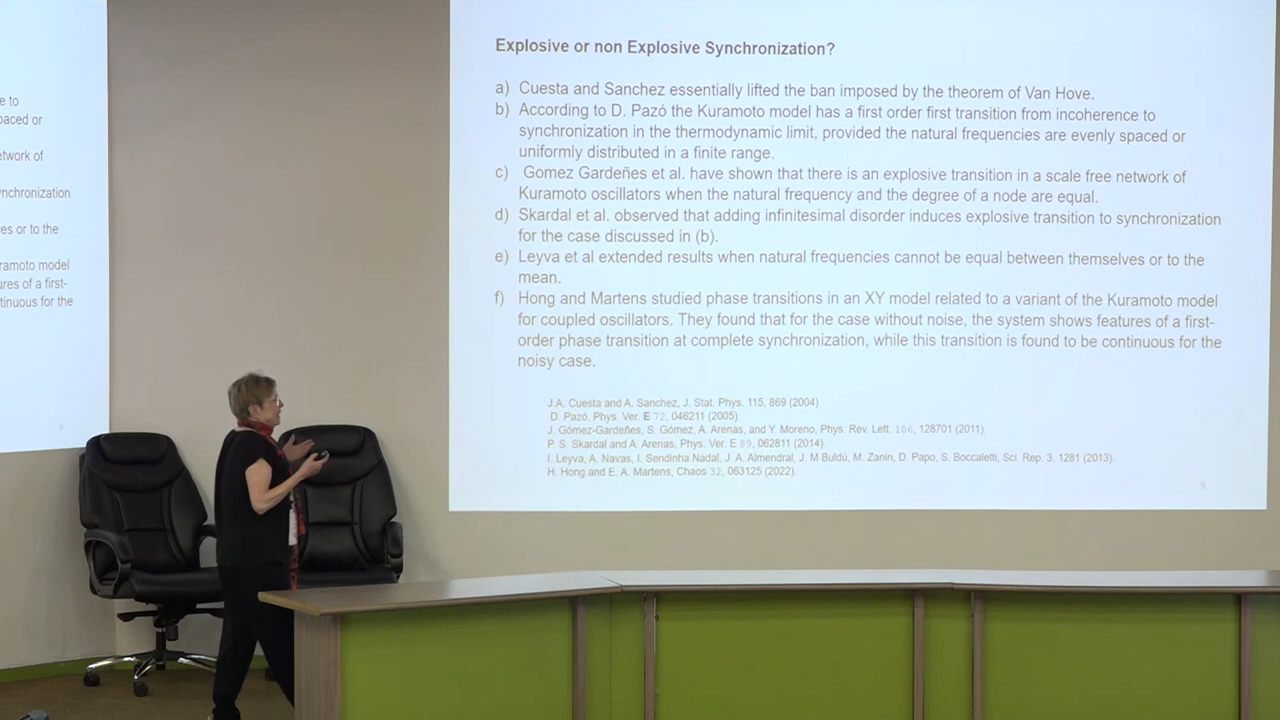 e to
paced or
etwork of
ynchronization
es or to the
ramoto model
ures of a first-
tinuous for the
9
Explosive or non Explosive Synchronization?
a) Cuesta and Sanchez essentially lifted the ban imposed by the theorem of Van Hove.
b) According to D. Pazó the Kuramoto model has a first order first transition from incoherence to
synchronization in the thermodynamic limit, provided the natural frequencies are evenly spaced or
uniformly distributed in a finite range.
c) Gomez Gardeñes et al. have shown that there is an explosive transition in a scale free network of
Kuramoto oscillators when the natural frequency and the degree of a node are equal.
d) Skardal et al. observed that adding infinitesimal disorder induces explosive transition to synchronization
for the case discussed in (b).
e) Leyva et al extended results when natural frequencies cannot be equal between themselves or to the
mean.
f) Hong and Martens studied phase transitions in an XY model related to a variant of the Kuramoto model
for coupled oscillators. They found that for the case without noise, the system shows features of a first-
order phase transition at complete synchronization, while this transition is found to be continuous for the
noisy case.
J.A. Cuesta and A. Sanchez, J. Stat. Phys. 115, 869 (2004)
D. Pazó, Phys. Ver. E 72, 046211 (2005).
J. Gómez-Gardeñes, S. Gómez, A. Arenas, and Y. Moreno, Phys. Rev. Lett. 106, 128701 (2011).
P. S. Skardal and A. Arenas, Phys. Ver. E 89, 062811 (2014).
I. Leyva, A. Navas, I. Sendinha Nadal, J. A. Almendral, J. M Buldú, M. Zanin, D. Papo, S. Boccaletti, Sci. Rep. 3, 1281 (2013).
H. Hong and E. A. Martens, Chaos 32, 063125 (2022).
9